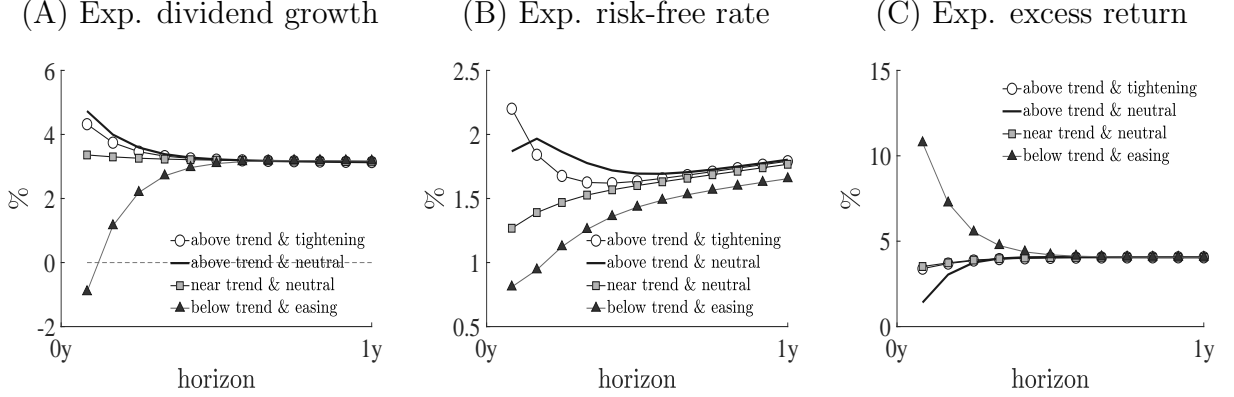 (A) Exp. dividend growth
6
4
2
0
-2
%
above trend & tightening
above trend & neutral
near trend & neutral
below trend & easing
0y
1y
horizon
(B) Exp. risk-free rate
2.5
2
1.5
1
0.5
%
above trend & tightening
above trend & neutral
near trend & neutral
below trend & easing
0y
1y
horizon
(C) Exp. excess return
15
10
5
0
%
above trend & tightening
above trend & neutral
near trend & neutral
below trend & easing
0y
1y
horizon